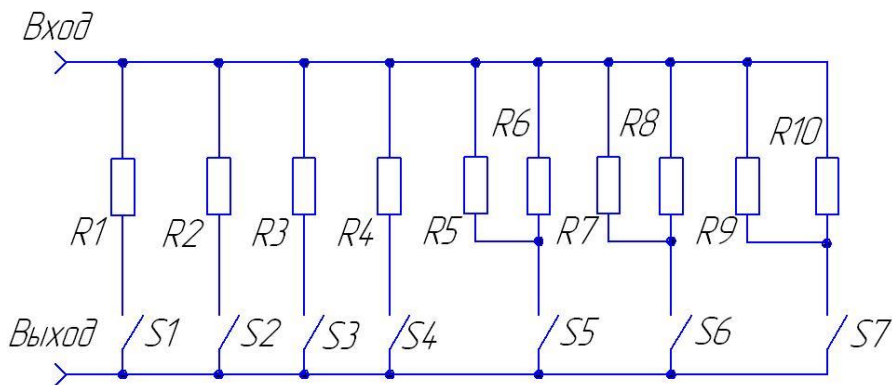 Вход
R6 R8 R10
R1 R2 R3 R4 R5 R7 R9
Выход S1 S2 S3 S4 S5 S6 S7